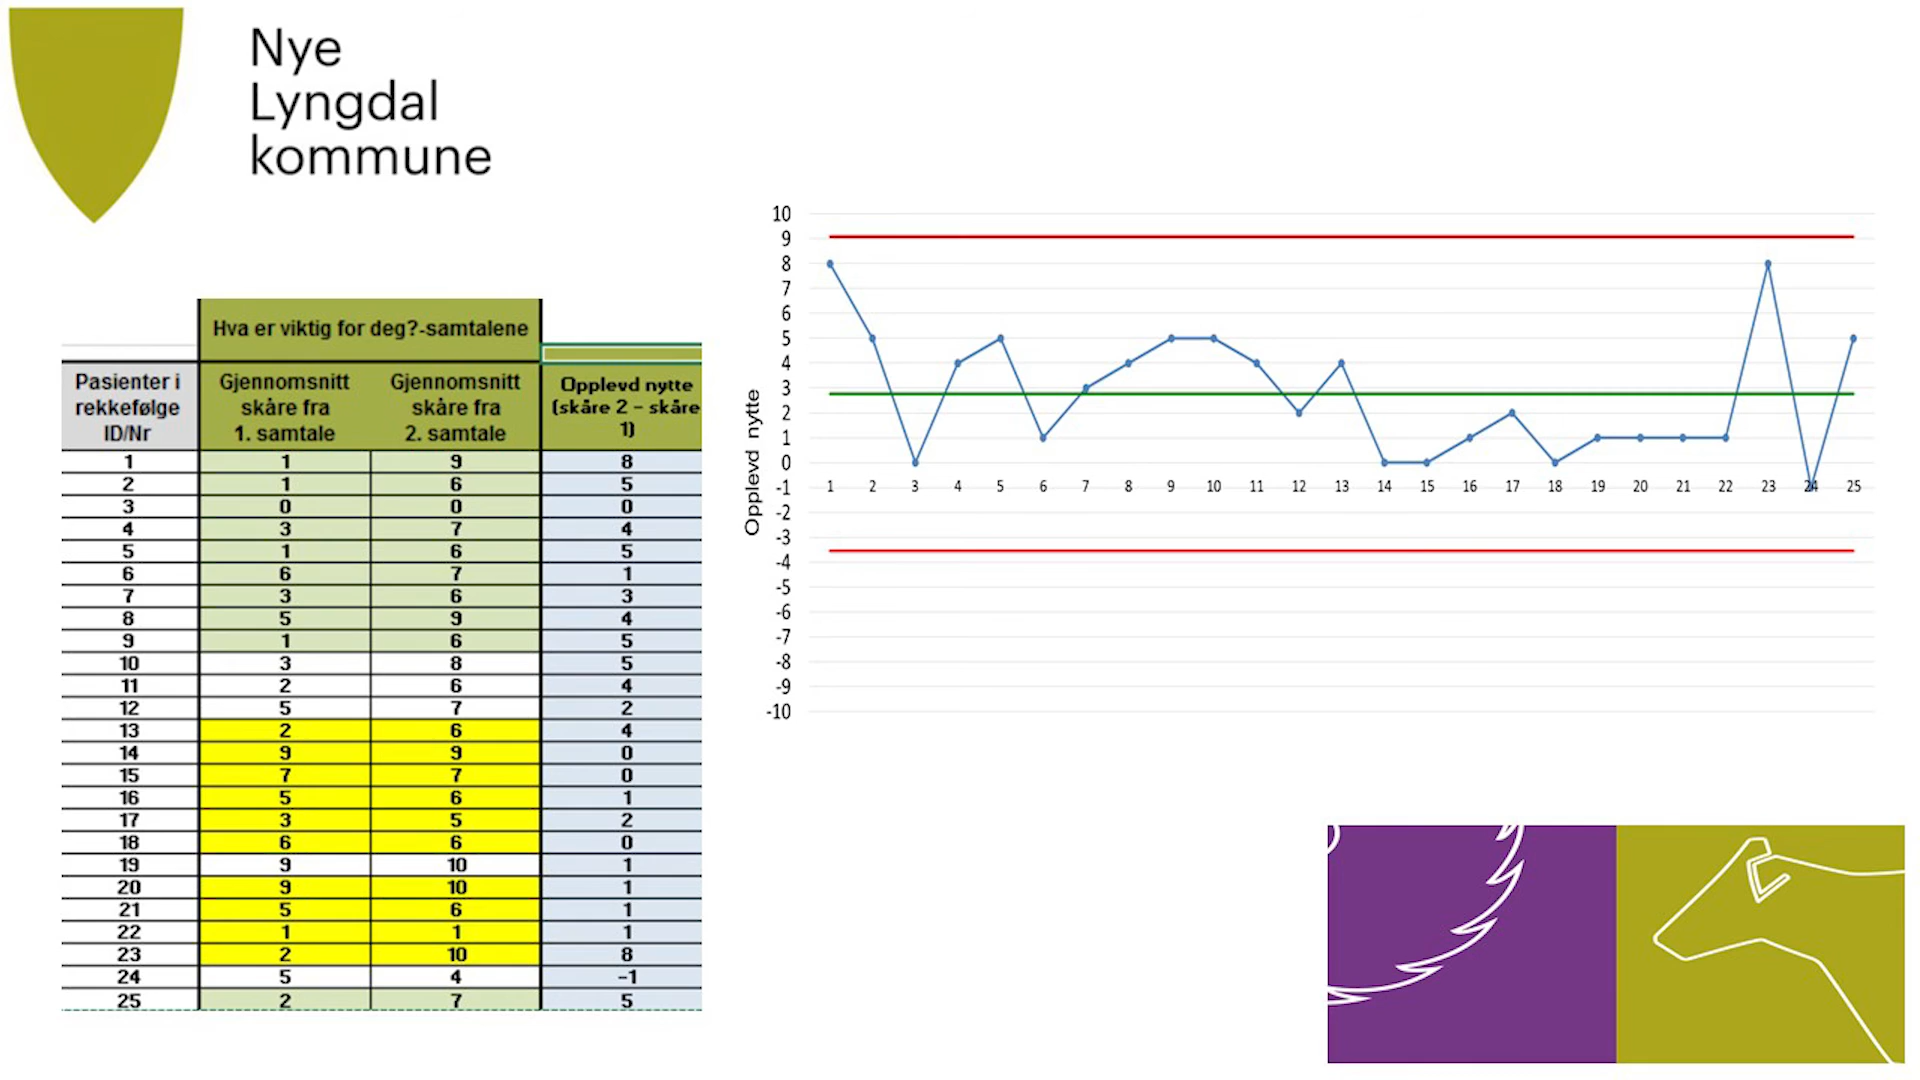 Nye
Lyngdal
kommune
Hva er viktig for deg?-samtalene
Pasienter i
rekkefølge
ID/Nr
Gjennomsnitt
skåre fra
1. samtale
Gjennomsnitt
skåre fra
2. samtale
Opplevd nytte
(skåre 2 - skåre
1)
1 1 9 8
2 1 6 5
3 0 0 0
4 3 7 4
5 1 6 5
6 6 7 1
7 3 6 3
8 5 9 4
9 1 6 5
10 3 8 5
11 2 6 4
12 5 7 2
13 2 6 4
14 9 9 0
15 7 7 0
16 5 6 1
17 3 5 2
18 6 6 0
19 9 10 1
20 9 10 1
21 5 6 1
22 1 1 1
23 2 10 8
24 5 4 -1
25 2 7 5
Opplevd nytte
10
9
8
7
6
5
4
3
2
1
0
-1
-2
-3
-4
-5
-6
-7
-8
-9
-10
1 2 3 4 5 6 7 8 9 10 11 12 13 14 15 16 17 18 19 20 21 22 23 24 25